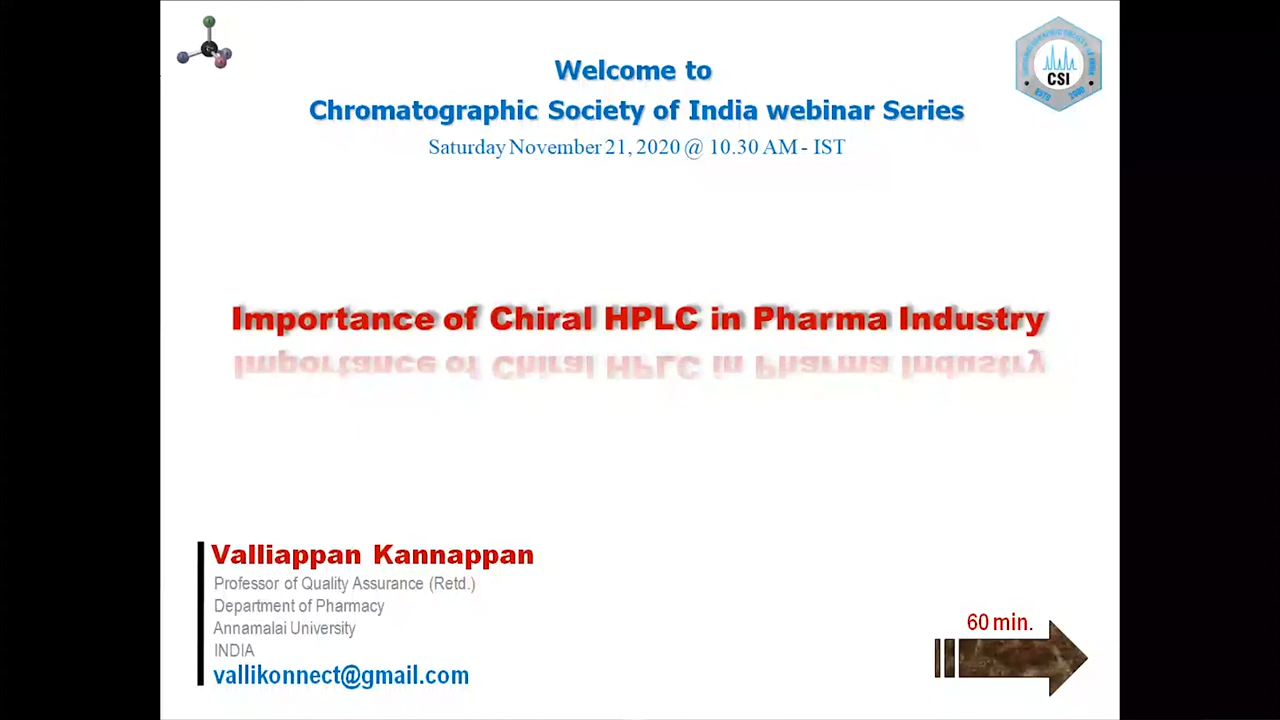 Welcome to
Chromatographic Society of India webinar Series
Saturday November 21, 2020 @ 10.30 AM - IST
CSI
ESTD 2000
Importance of Chiral HPLC in Pharma Industry
Valliappan Kannappan
Professor of Quality Assurance (Retd.)
Department of Pharmacy
Annamalai University
INDIA
vallikonnect@gmail.com
60 min.